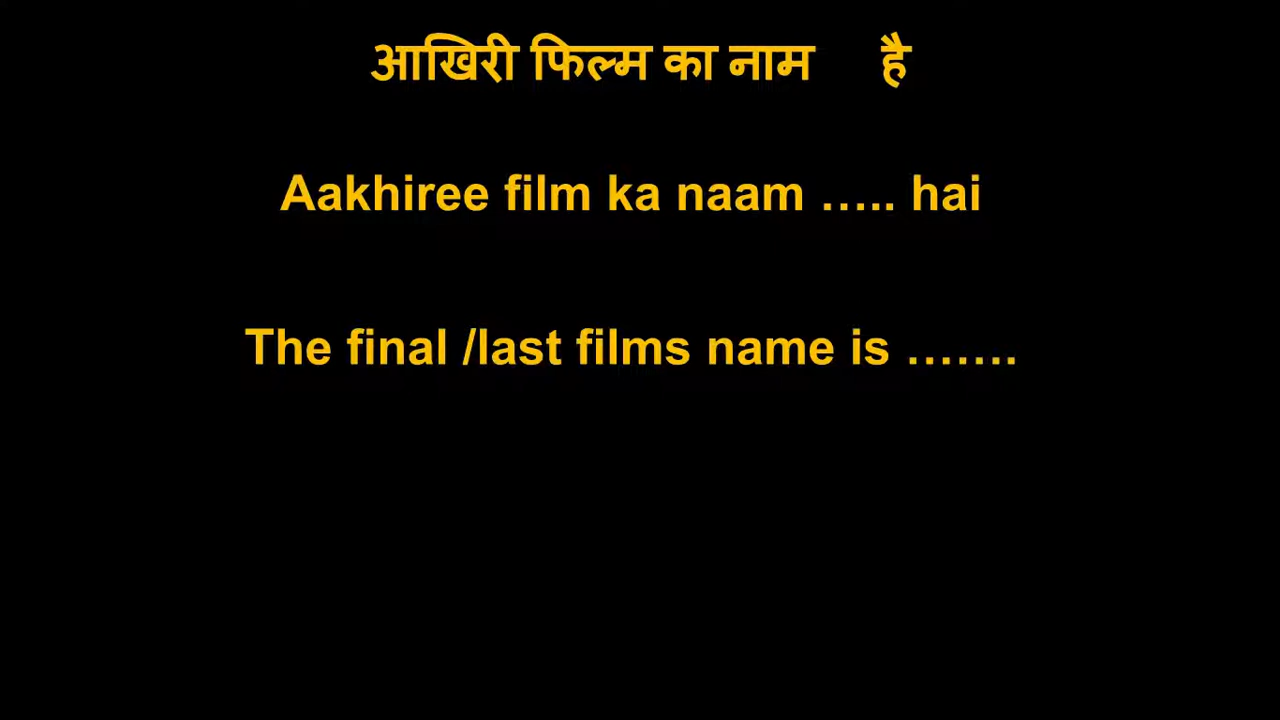 आखिरी फिल्म का नाम है
Aakhiree film ka naam ….. hai
The final /last films name is …….